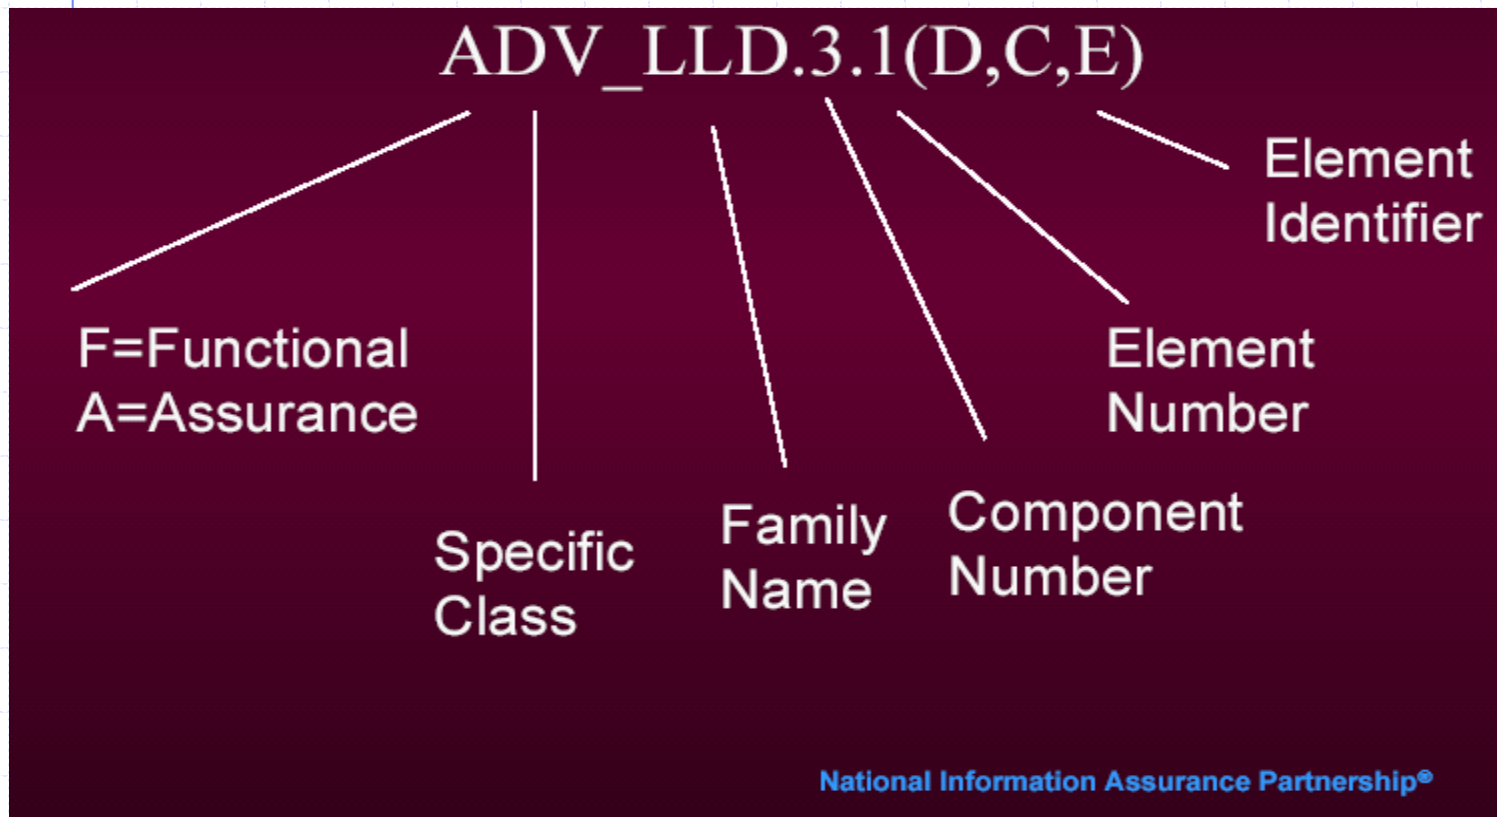 ADV_LLD.3.1(D,C,E)
Element
Identifier
F=Functional
A=Assurance
Element
Number
Specific
Class
Family
Name
Component
Number
National Information Assurance Partnership®